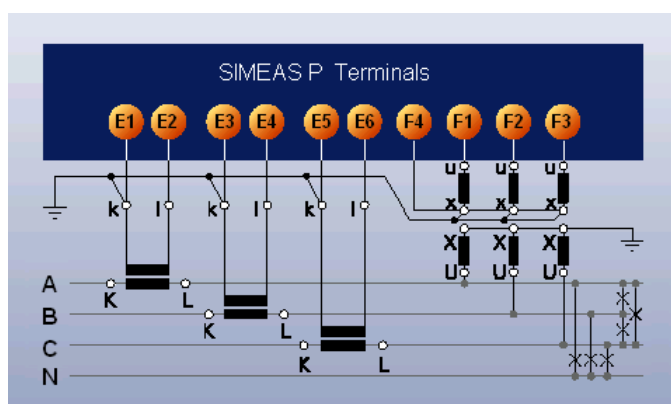 SIMEAS P Terminals
E1 E2 E3 E4 E5 E6 F4 F1 F2 F3
u u u
k l k l k l x x x
X X X
A K L U U U
B K L
C K L
N